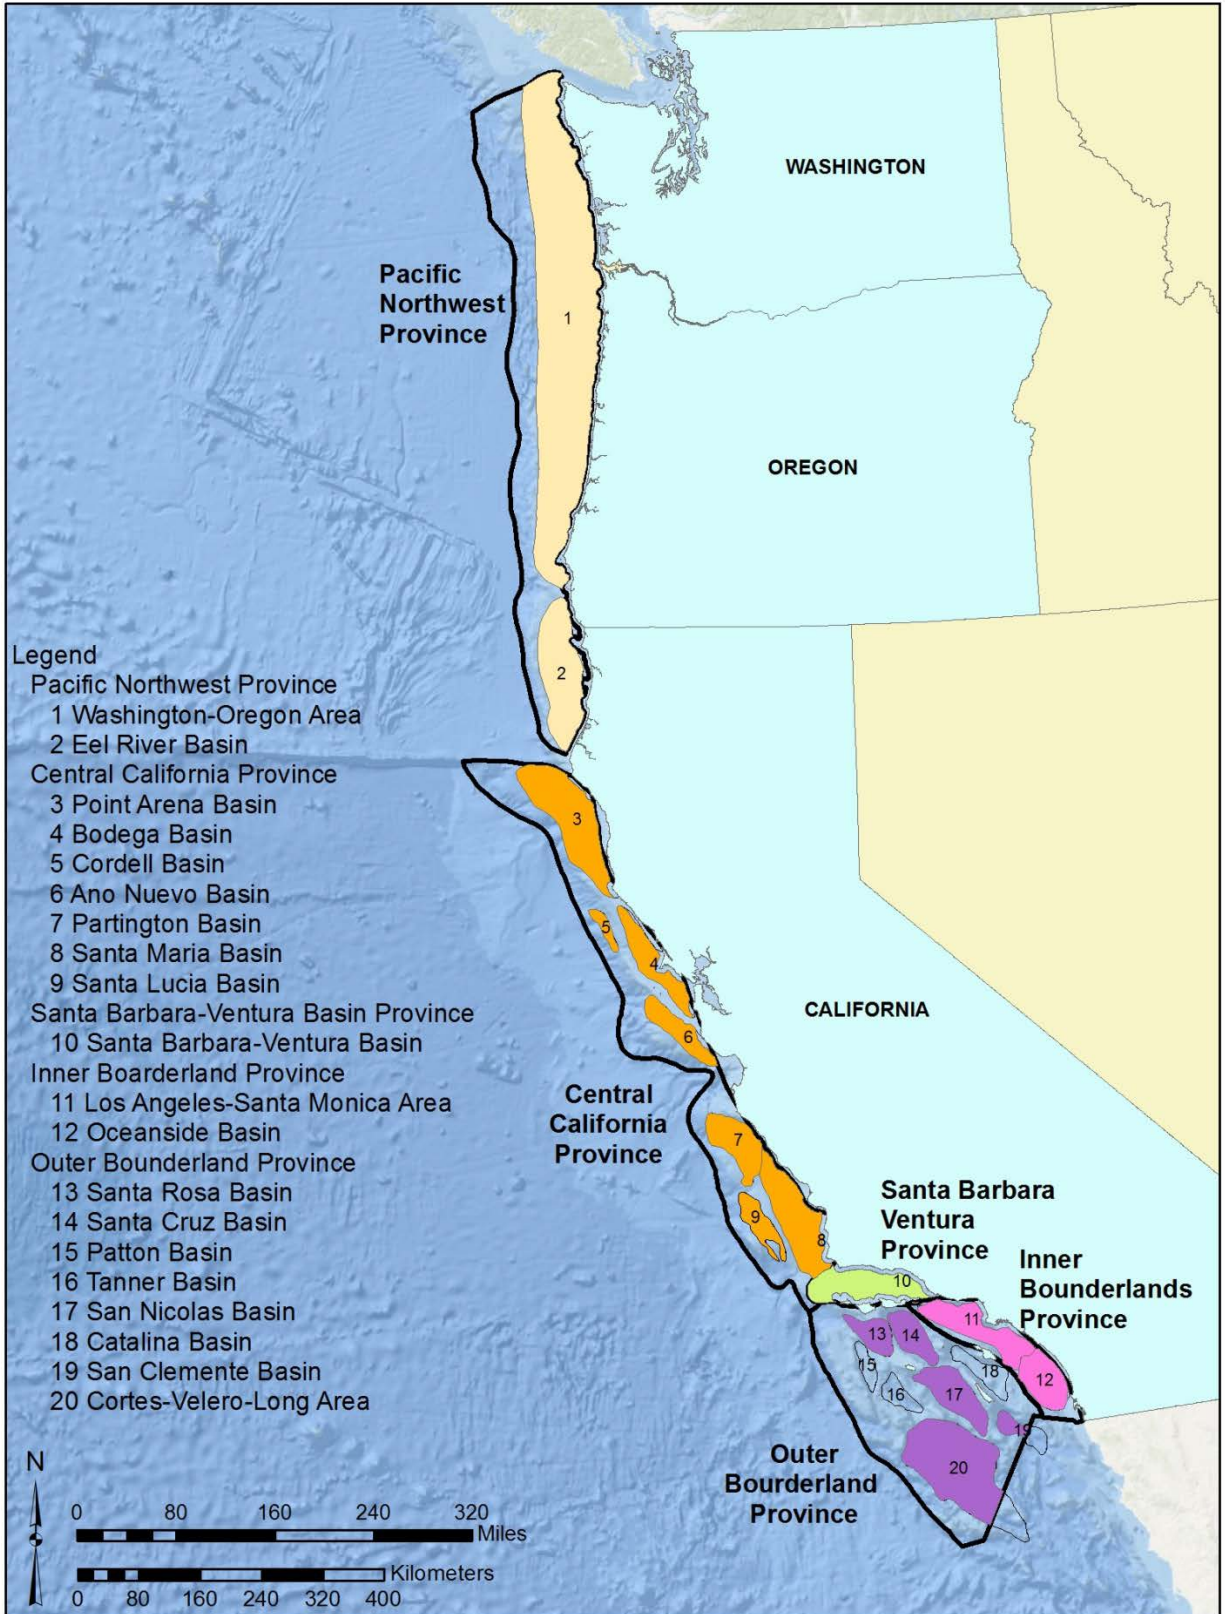 WASHINGTON
Pacific
Northwest
Province
1
OREGON
2
Legend
Pacific Northwest Province
1 Washington-Oregon Area
2 Eel River Basin
Central California Province
3 Point Arena Basin
4 Bodega Basin
5 Cordell Basin
6 Ano Nuevo Basin
7 Partington Basin
8 Santa Maria Basin
9 Santa Lucia Basin
Santa Barbara-Ventura Basin Province
10 Santa Barbara-Ventura Basin
Inner Boarderland Province
11 Los Angeles-Santa Monica Area
12 Oceanside Basin
Outer Bounderland Province
13 Santa Rosa Basin
14 Santa Cruz Basin
15 Patton Basin
16 Tanner Basin
17 San Nicolas Basin
18 Catalina Basin
19 San Clemente Basin
20 Cortes-Velero-Long Area
3
5
4
CALIFORNIA
6
Central
California
Province
7
9
8
Santa Barbara
Ventura
Province
10
Inner
Bounderlands
Province
11
13
14
15
18
12
16
17
19
Outer
Bourderland
Province
20
N
0 80 160 240 320
Miles
Kilometers
0 80 160 240 320 400